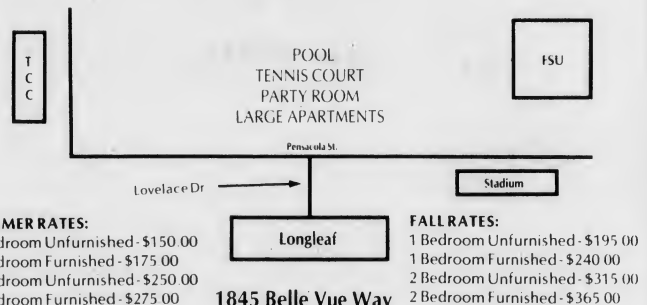 T
C
C
POOL
TENNIS COURT
PARTY ROOM
LARGE APARTMENTS
FSU
Pensacola St.
Lovelace Dr
Stadium
Longleaf
MER RATES:
droom Unfurnished - $150.00
droom Furnished - $175 00
droom Unfurnished - $250.00
droom Furnished - $275 00
1845 Belle Vue Way
FALL RATES:
1 Bedroom Unfurnished - $195 00
1 Bedroom Furnished - $240 00
2 Bedroom Unfurnished - $315 00
2 Bedroom Furnished - $365 00